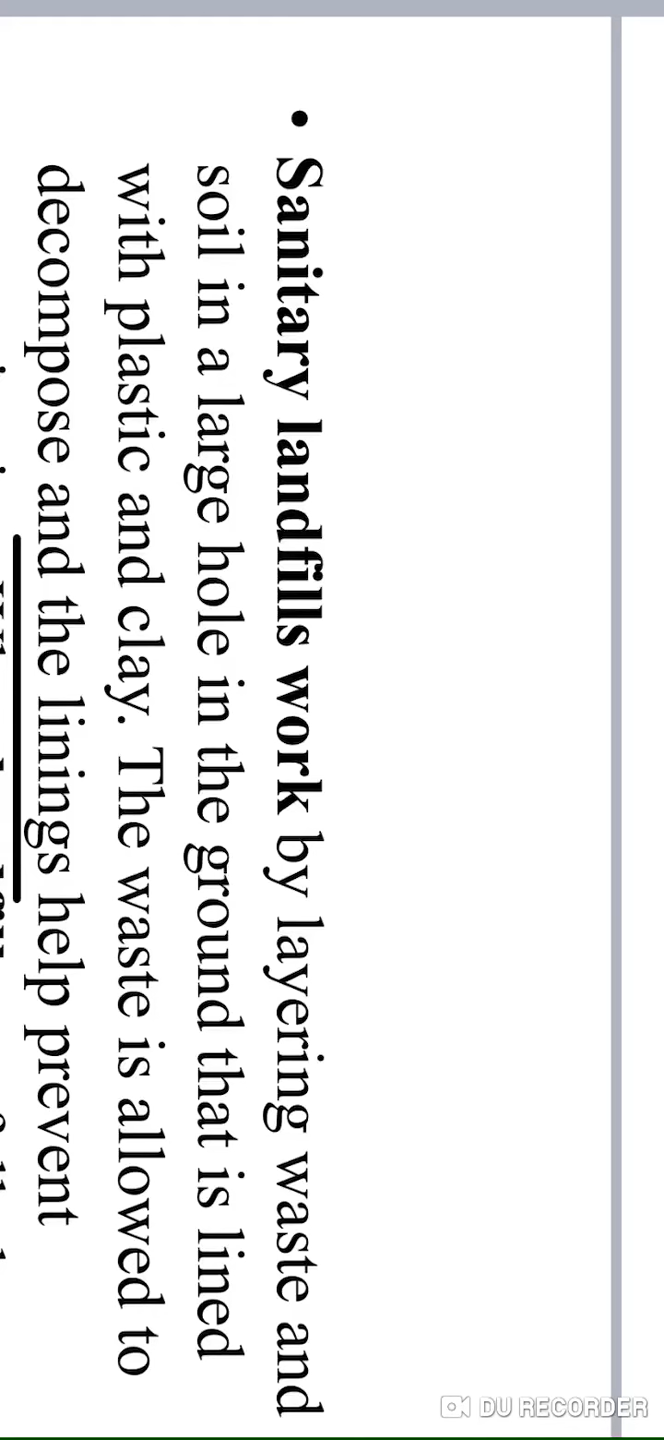 • Sanitary landfills work by layering waste and
soil in a large hole in the ground that is lined
with plastic and clay. The waste is allowed to
decompose and the linings help prevent
DU RECORDER